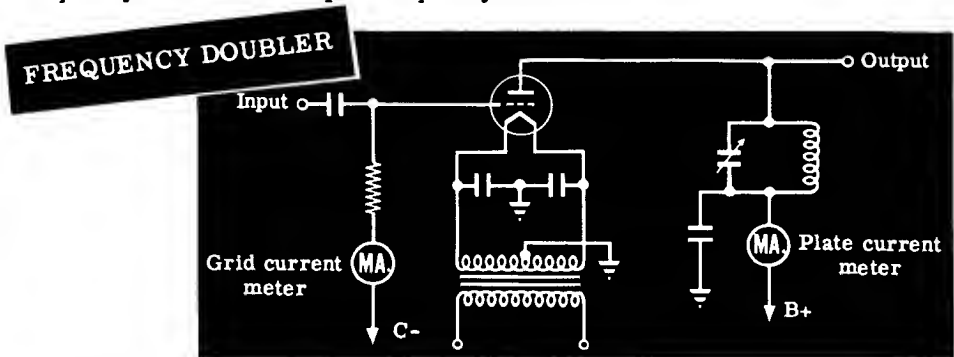 FREQUENCY DOUBLER
Input
Output
MA.
Grid current
meter
C-
MA.
Plate current
meter
B+